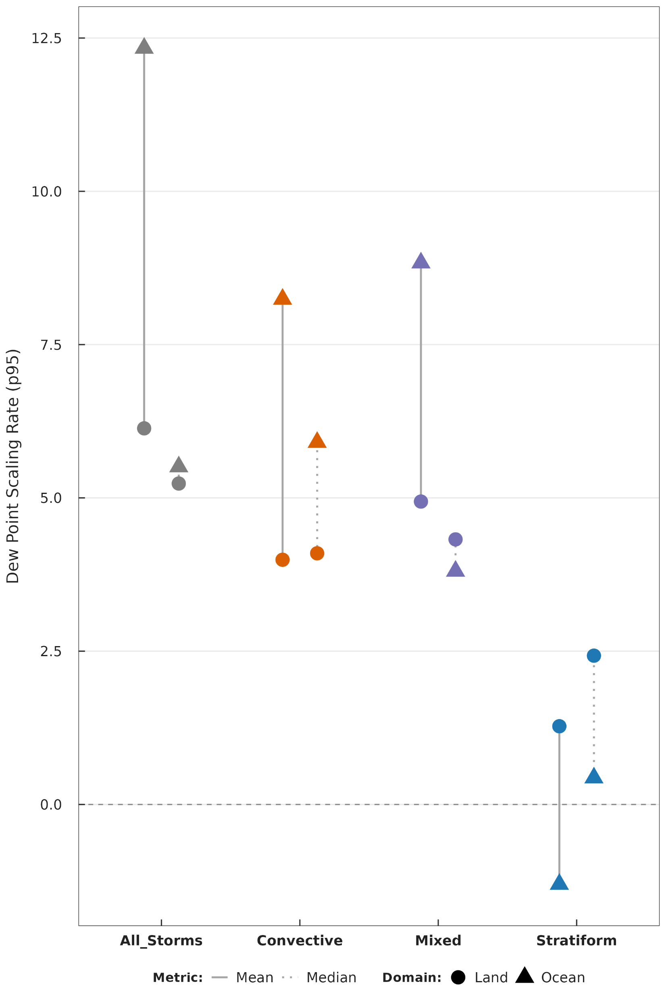 Dew Point Scaling Rate (p95)
12.5
10.0
7.5
5.0
2.5
0.0
All_Storms Convective Mixed Stratiform
Metric: Mean Median Domain: Land Ocean